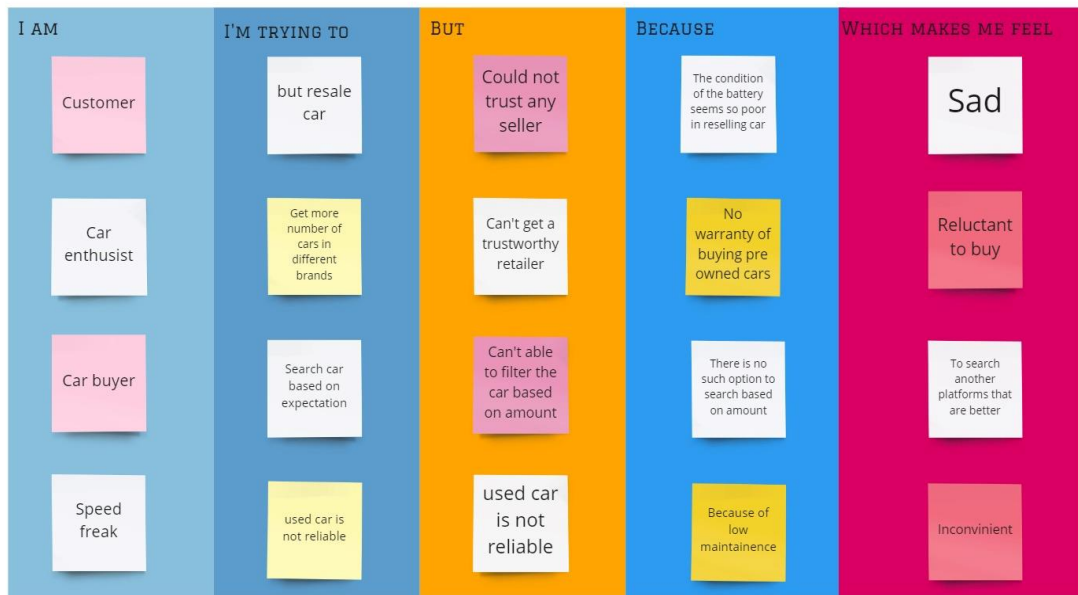 I AM
I'M TRYING TO
BUT
BECAUSE
WHICH MAKES ME FEEL
Customer
but resale
car
Could not
trust any
seller
The condition
of the battery
seems so poor
in reselling car
Sad
Car
enthusist
Get more
number of
cars in
different
brands
Can't get a
trustworthy
retailer
No
warranty of
buying pre
owned cars
Reluctant
to buy
Car buyer
Search car
based on
expectation
Can't able
to filter the
car based
on amount
There is no
such option to
search based
on amount
To search
another
platforms that
are better
Speed
freak
used car is
not reliable
used car
is not
reliable
Because of
low
maintainence
Inconvinient